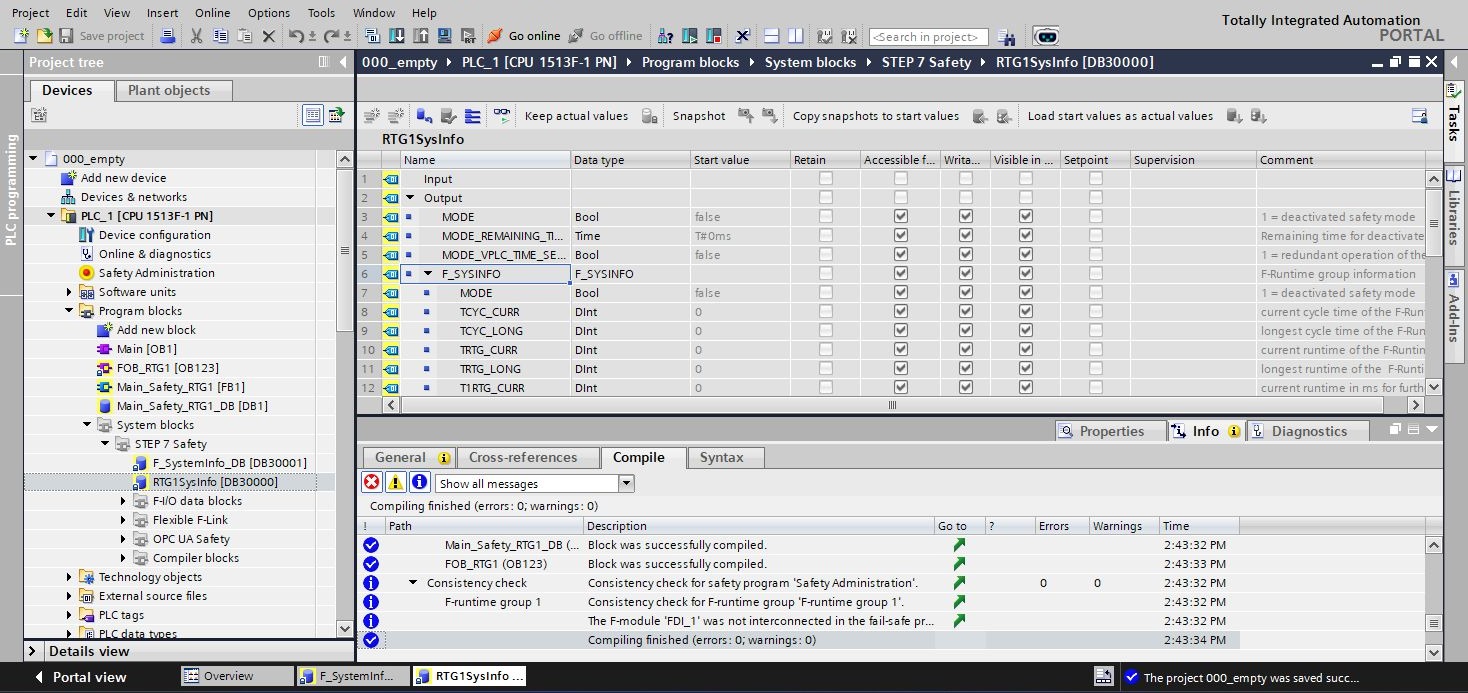 Project Edit View Insert Online Options Tools Window Help
Totally Integrated Automation
PORTAL
Save project Go online Go offline <Search in project>
Project tree
000_empty PLC_1 [CPU 1513F-1 PN] Program blocks System blocks STEP 7 Safety RTG1SysInfo [DB30000]
Devices Plant objects
Keep actual values Snapshot Copy snapshots to start values Load start values as actual values
PLC programming
000_empty
Add new device
Devices & networks
PLC_1 [CPU 1513F-1 PN]
Device configuration
Online & diagnostics
Safety Administration
Software units
Program blocks
Add new block
Main [OB1]
FOB_RTG1 [OB123]
Main_Safety_RTG1 [FB1]
Main_Safety_RTG1_DB [DB1]
System blocks
STEP 7 Safety
F_SystemInfo_DB [DB30001]
RTG1SysInfo [DB30000]
F-I/O data blocks
Flexible F-Link
OPC UA Safety
Compiler blocks
Technology objects
External source files
PLC tags
PLC data types
Details view
RTG1SysInfo
Name Data type Start value Retain Accessible f... Writa... Visible in ... Setpoint Supervision Comment
1 Input
2 Output
3 MODE Bool false 1 = deactivated safety mode
4 MODE_REMAINING_TI... Time T#0ms Remaining time for deactivate
5 MODE_VPLC_TIME_SE... Bool false 1 = redundant operation of the
6 F_SYSINFO F_SYSINFO F-Runtime group information
7 MODE Bool false 1 = deactivated safety mode
8 TCYC_CURR DInt 0 current cycle time of the F-Run
9 TCYC_LONG DInt 0 longest cycle time of the F-Run
10 TRTG_CURR DInt 0 current runtime of the F-Runtin
11 TRTG_LONG DInt 0 longest runtime of the F-Runti
12 T1RTG_CURR DInt 0 current runtime in ms for furth
Tasks
Libraries
Add-Ins
Properties Info Diagnostics
General Cross-references Compile Syntax
Show all messages
Compiling finished (errors: 0; warnings: 0)
! Path Description Go to ? Errors Warnings Time
Main_Safety_RTG1_DB (... Block was successfully compiled. 2:43:32 PM
FOB_RTG1 (OB123) Block was successfully compiled. 2:43:33 PM
Consistency check Consistency check for safety program 'Safety Administration'. 0 0 2:43:32 PM
F-runtime group 1 Consistency check for F-runtime group 'F-runtime group 1'. 2:43:32 PM
The F-module 'FDI_1' was not interconnected in the fail-safe pr... 2:43:32 PM
Compiling finished (errors: 0; warnings: 0) 2:43:34 PM
Portal view Overview F_SystemInf... RTG1SysInfo ... The project 000_empty was saved succ...